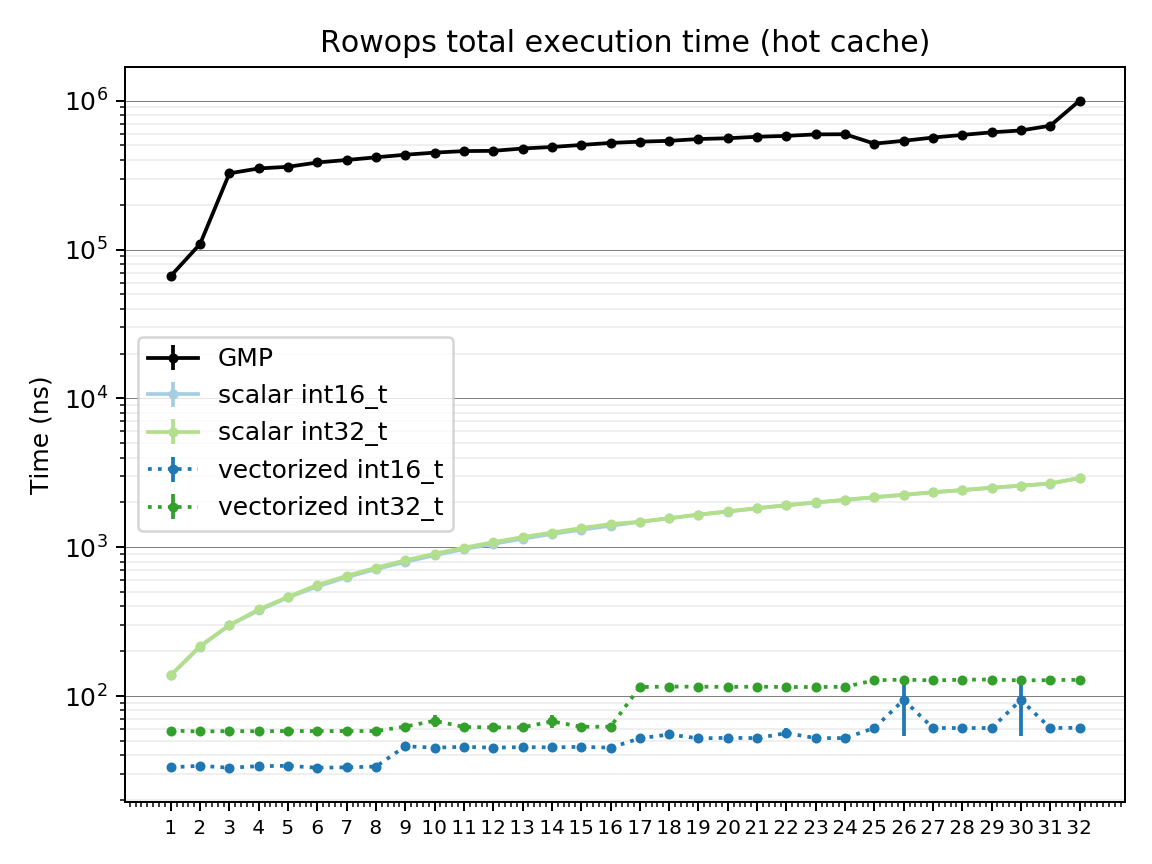 Rowops total execution time (hot cache)
Time (ns)
10^6
10^5
10^4
10^3
10^2
GMP
scalar int16_t
scalar int32_t
vectorized int16_t
vectorized int32_t
1 2 3 4 5 6 7 8 9 10 11 12 13 14 15 16 17 18 19 20 21 22 23 24 25 26 27 28 29 30 31 32